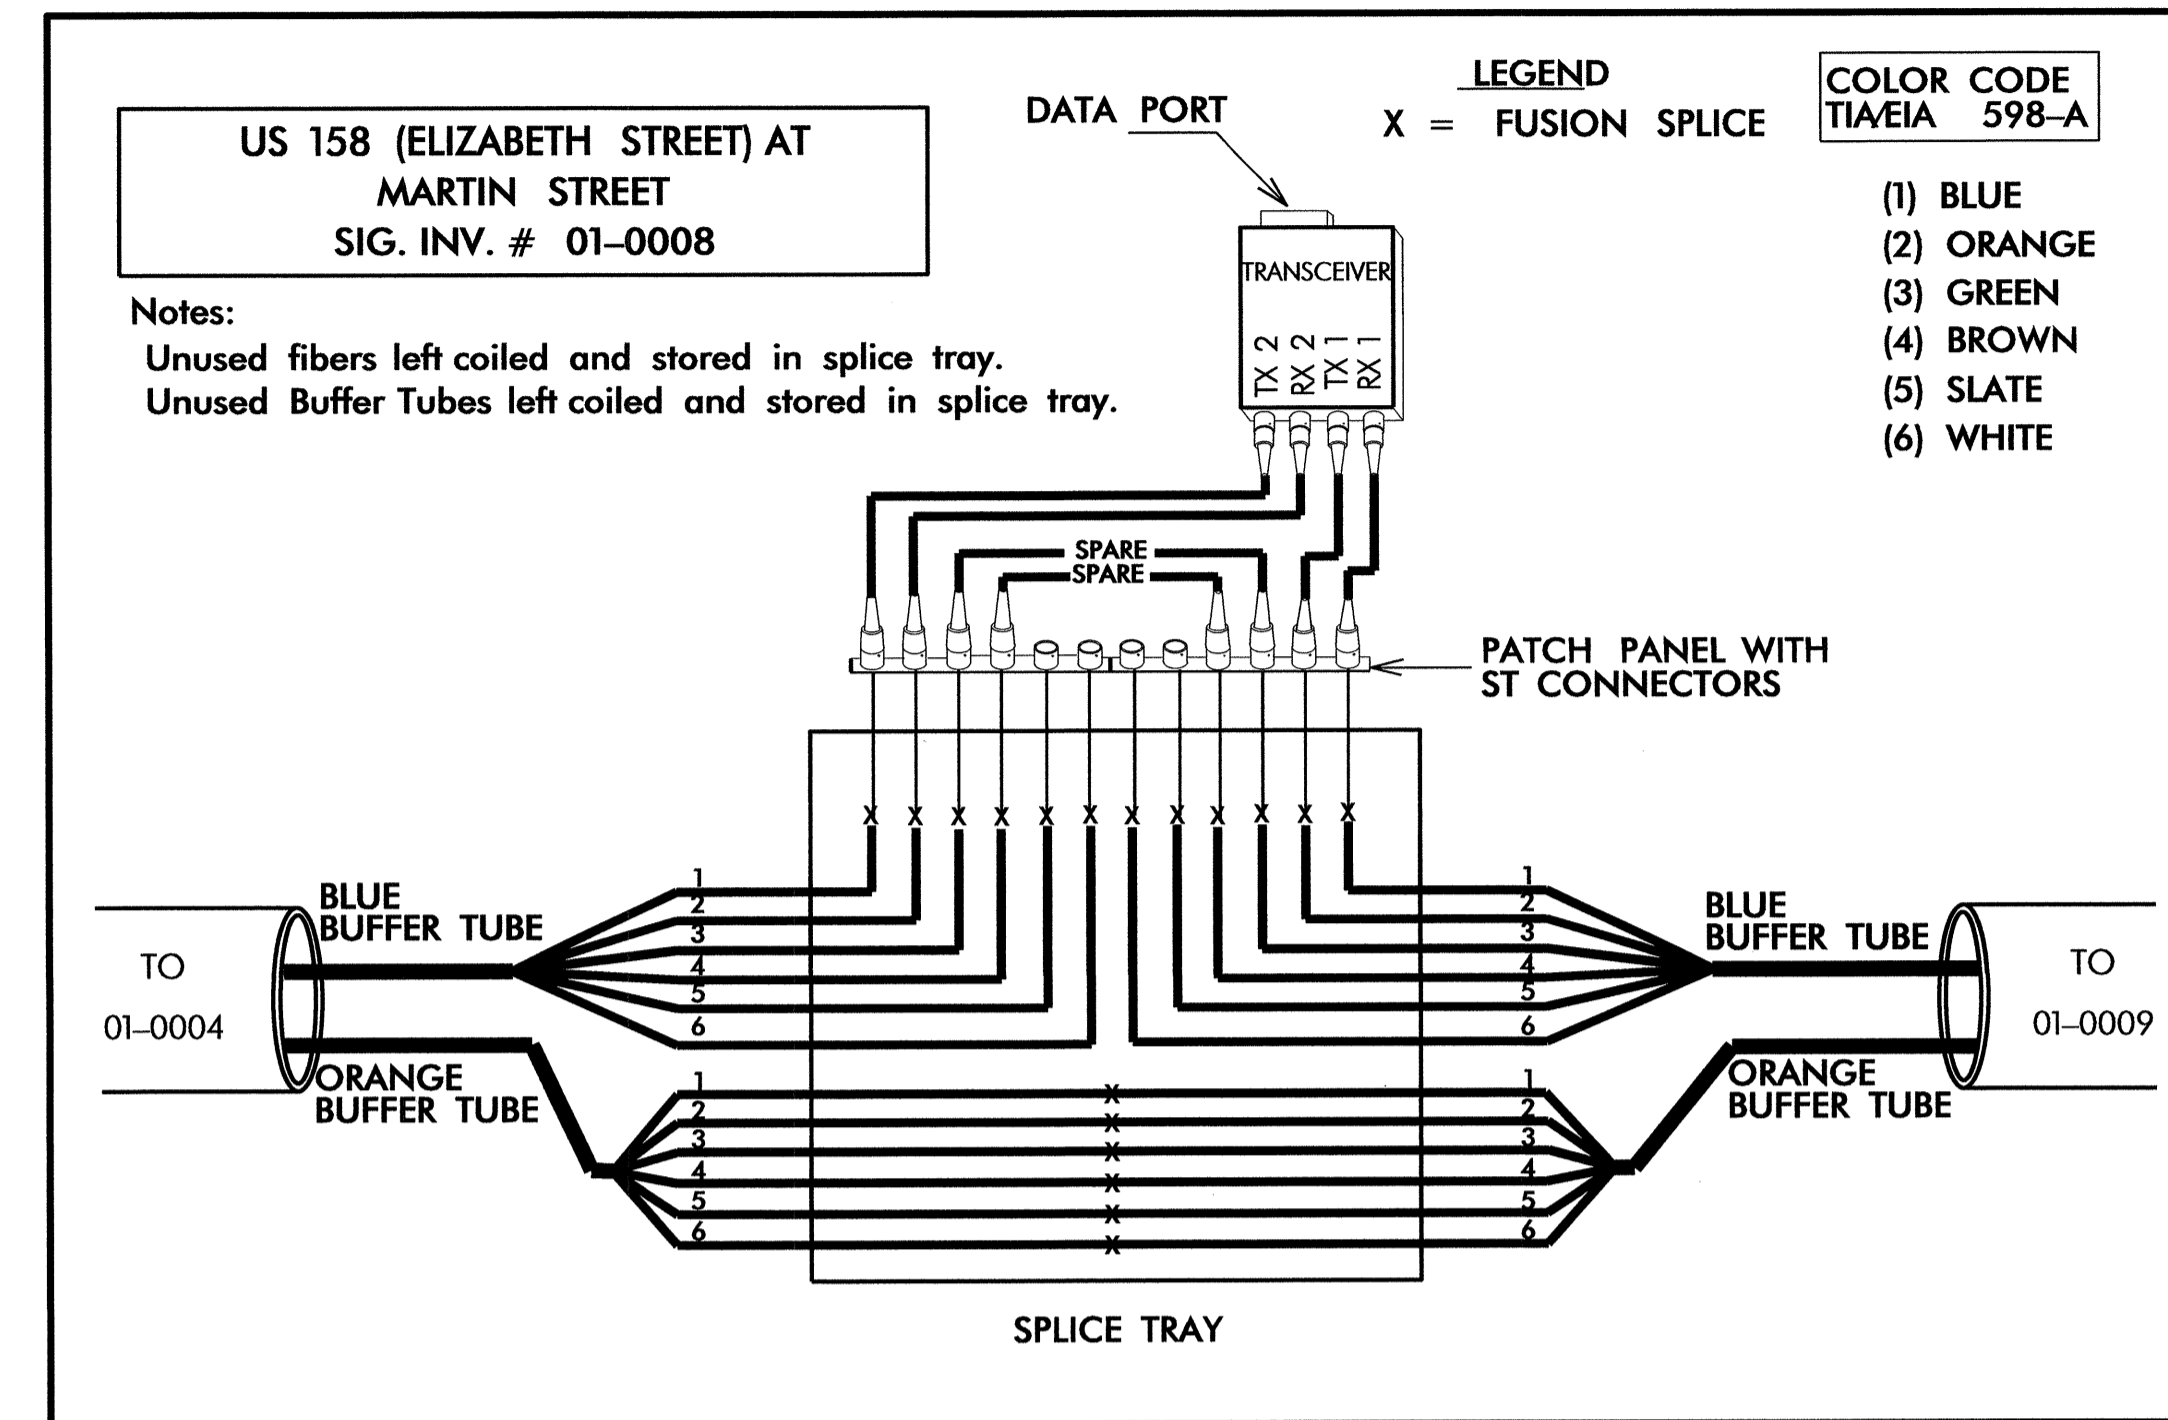 US 158 (ELIZABETH STREET) AT
MARTIN STREET
SIG. INV. # 01-0008
Notes:
Unused fibers left coiled and stored in splice tray.
Unused Buffer Tubes left coiled and stored in splice tray.
DATA PORT
LEGEND
X = FUSION SPLICE
COLOR CODE
TIA/EIA 598-A
(1) BLUE
(2) ORANGE
(3) GREEN
(4) BROWN
(5) SLATE
(6) WHITE
TRANSCEIVER
TX 2
RX 2
TX 1
RX 1
SPARE
SPARE
PATCH PANEL WITH
ST CONNECTORS
X X X X X X X X X X X X
BLUE
BUFFER TUBE
TO
01-0004
ORANGE
BUFFER TUBE
1
2
3
4
5
6
1
2
3
4
5
6
X
X
X
X
X
X
1
2
3
4
5
6
1
2
3
4
5
6
BLUE
BUFFER TUBE
TO
01-0009
ORANGE
BUFFER TUBE
SPLICE TRAY